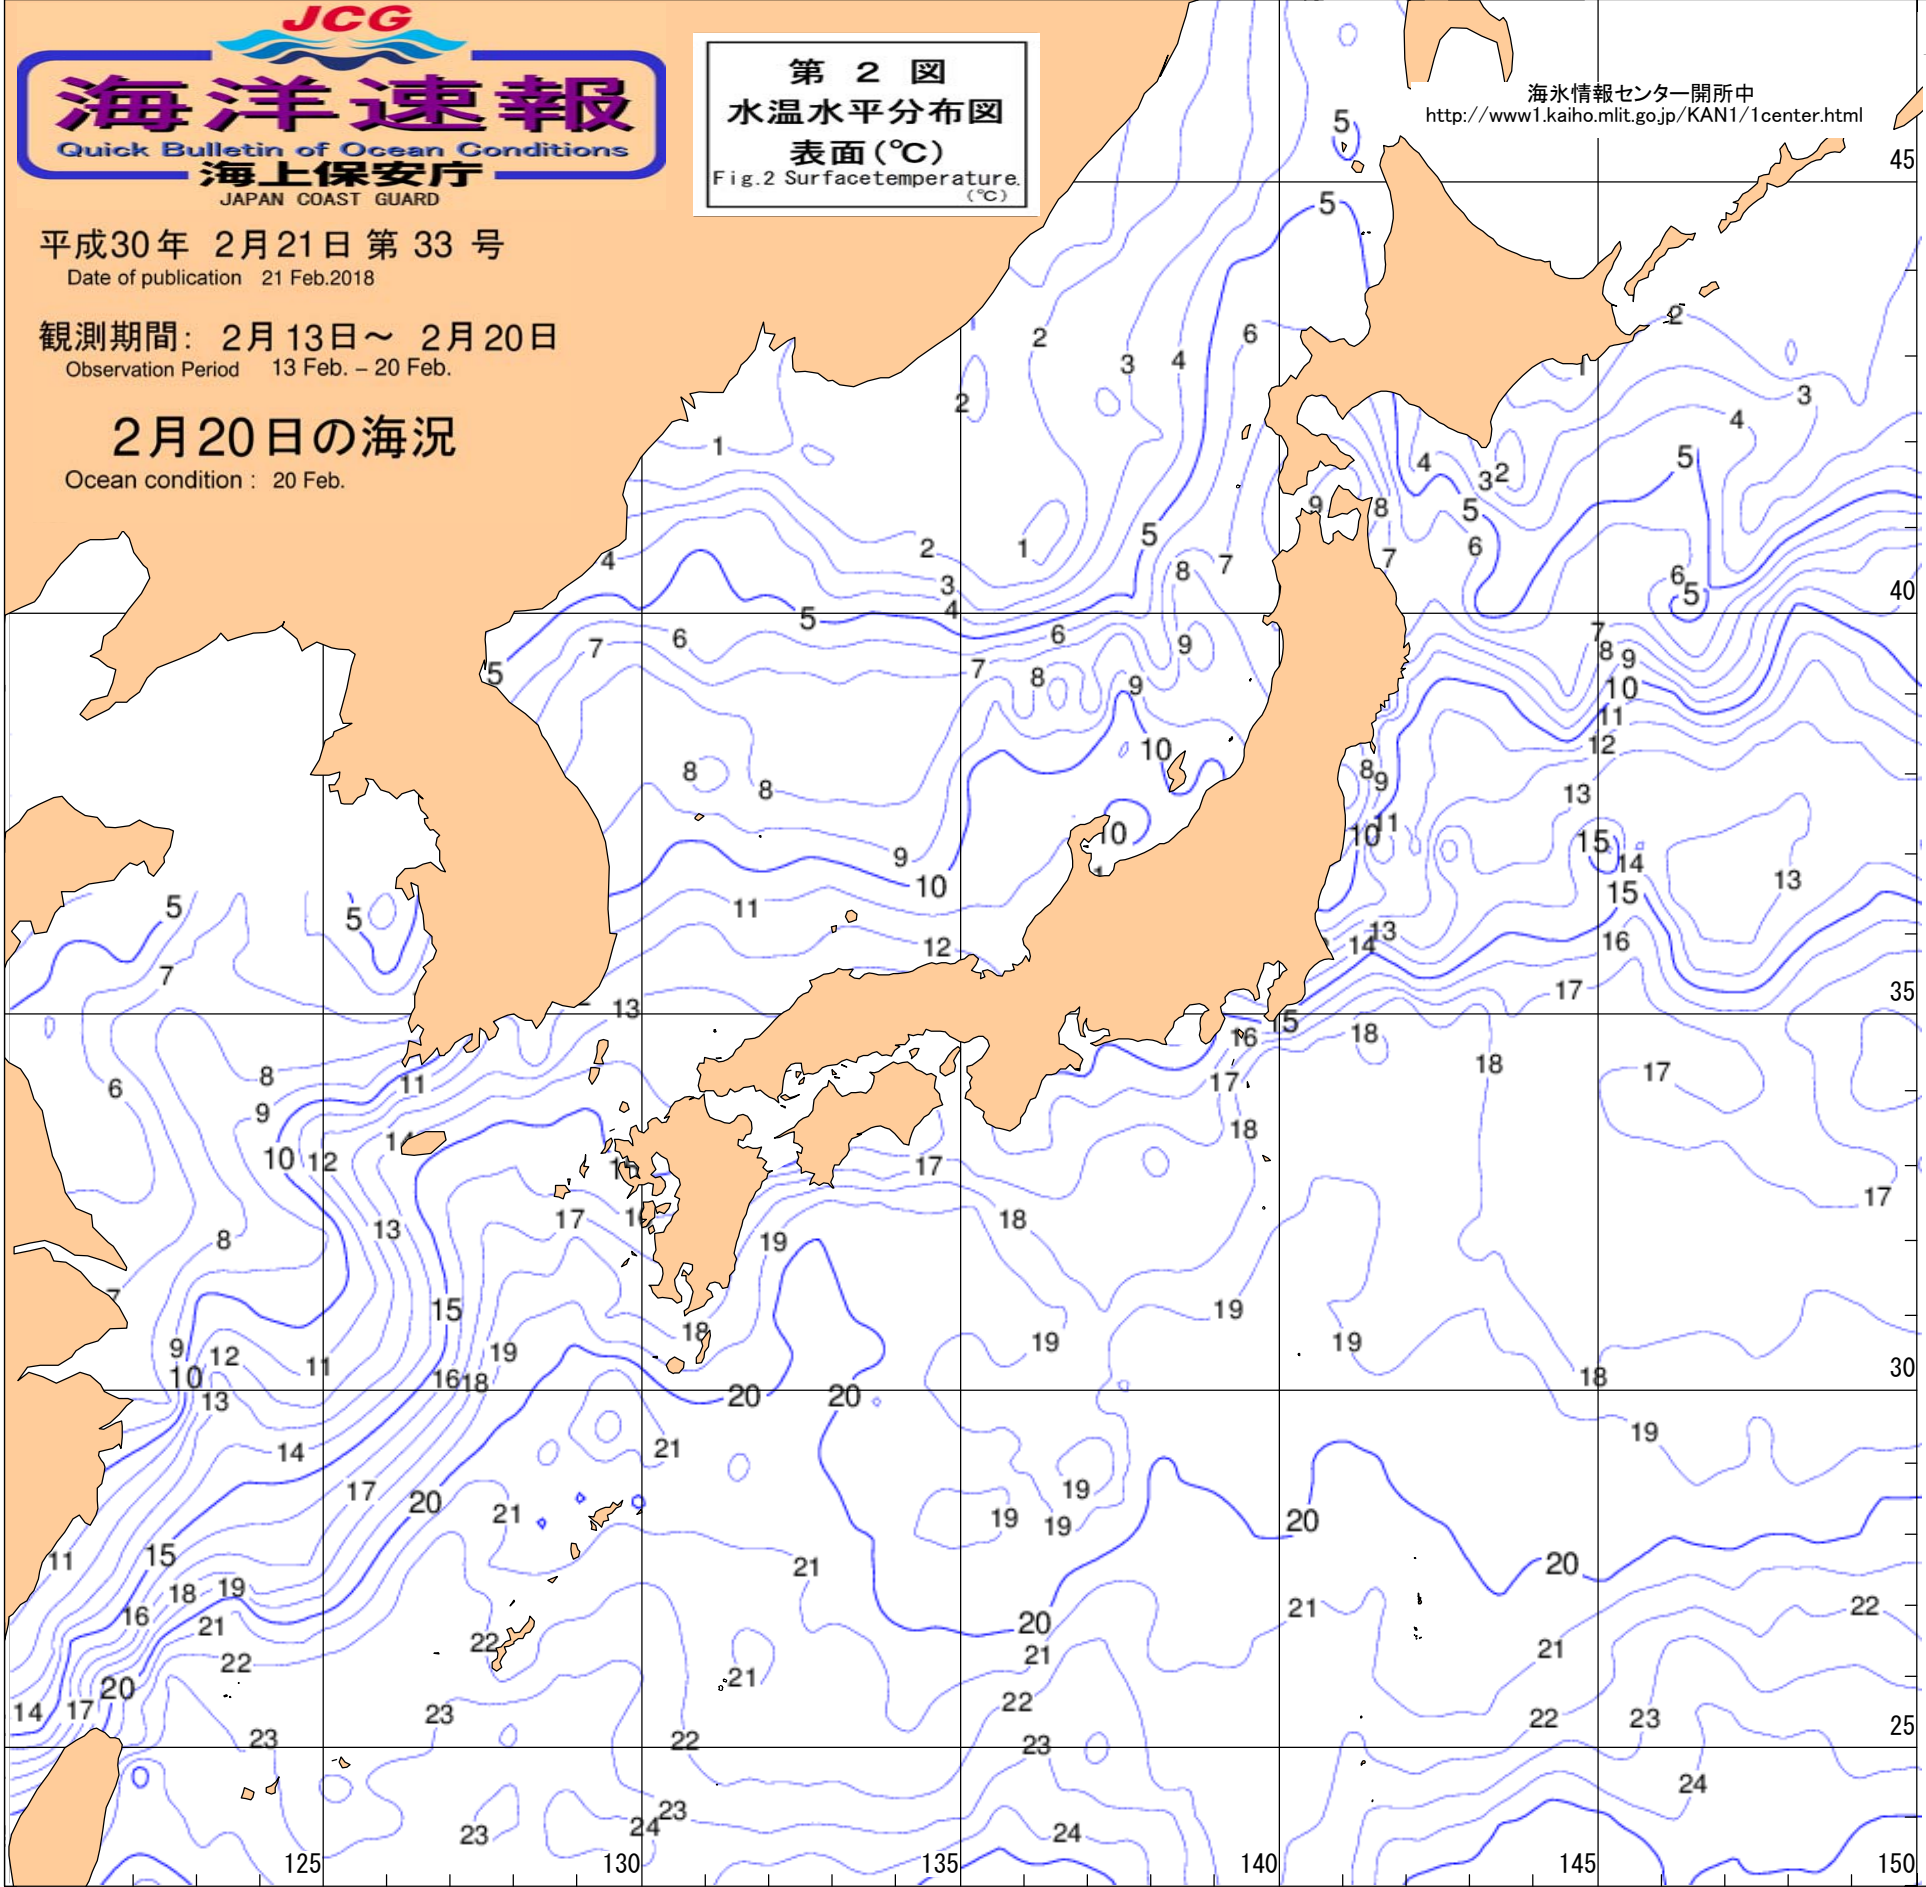 JCG
海洋速報
Quick Bulletin of Ocean Conditions
海上保安庁
JAPAN COAST GUARD
平成30年 2月21日 第 33 号
Date of publication 21 Feb.2018
観測期間: 2月13日～ 2月20日
Observation Period 13 Feb. – 20 Feb.
2月20日の海況
Ocean condition : 20 Feb.
第 2 図
水温水平分布図
表面(℃)
Fig.2 Surfacetemperature.
(℃)
海氷情報センター開所中
http://www1.kaiho.mlit.go.jp/KAN1/1center.html
45
40
35
30
25
125
130
135
140
145
150